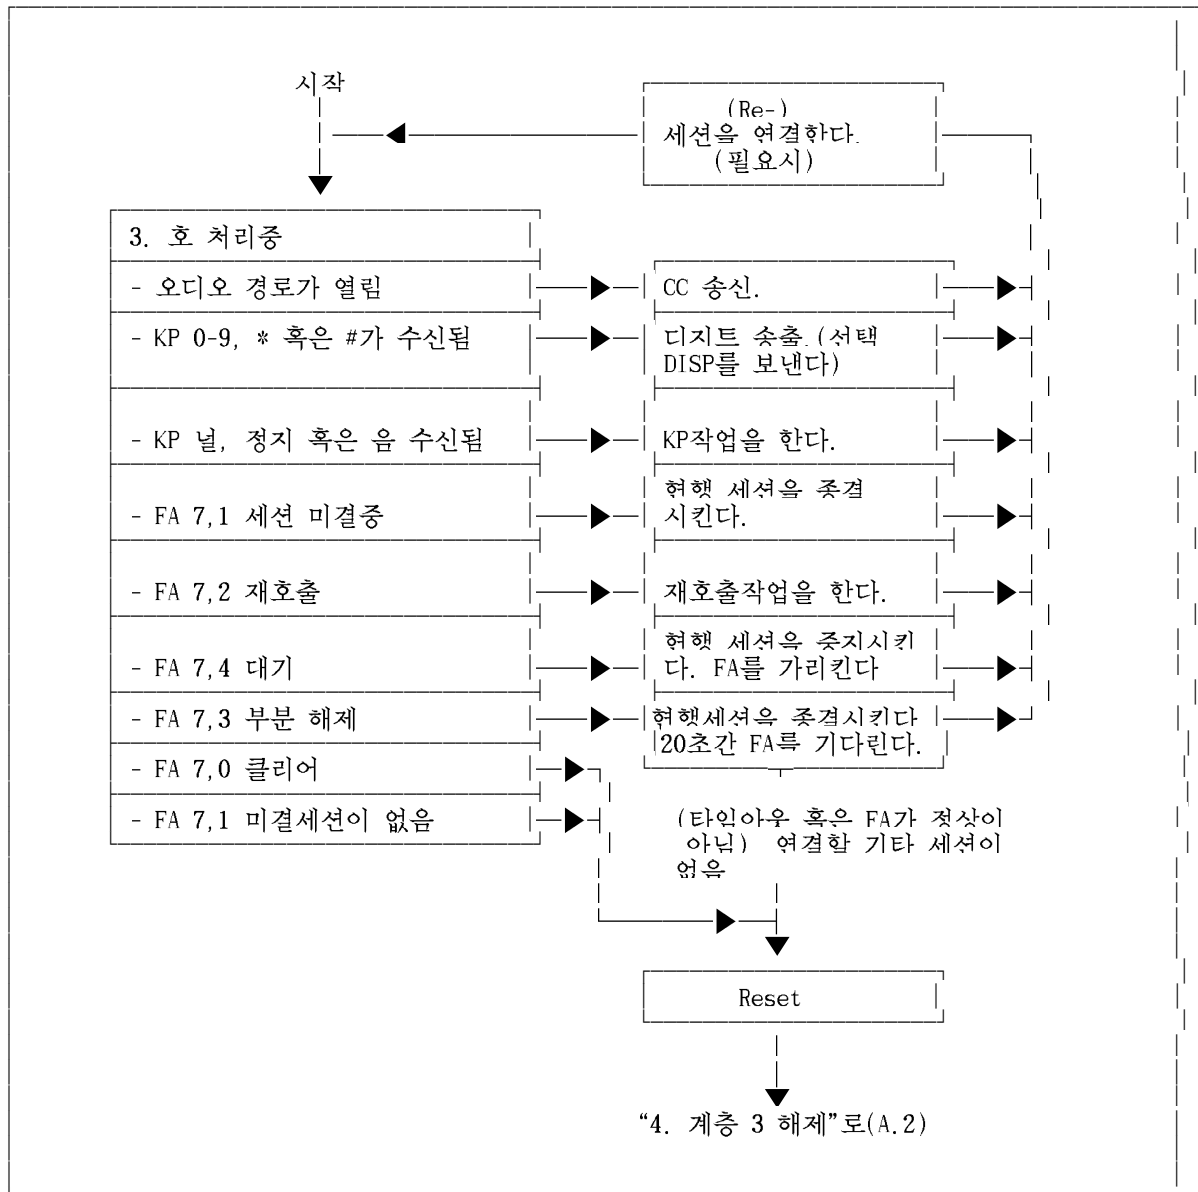 시작
(Re-)
세션을 연결한다.
(필요시)
3. 호 처리중
- 오디오 경로가 열림
CC 송신.
- KP 0-9, * 혹은 #가 수신됨
디지트 송출.(선택
DISP를 보낸다)
- KP 널, 정지 혹은 음 수신됨
KP작업을 한다.
- FA 7,1 세션 미결중
현행 세션을 종결
시킨다.
- FA 7,2 재호출
재호출작업을 한다.
- FA 7,4 대기
현행 세션을 중지시킨
다. FA를 가리킨다
- FA 7,3 부분 해제
현행세션을 종결시킨다
20초간 FA를 기다린다.
- FA 7,0 클리어
- FA 7,1 미결세션이 없음
(타임아웃 혹은 FA가 정상이
아님) 연결할 기타 세션이
없음
Reset
“4. 계층 3 해제”로(A.2)